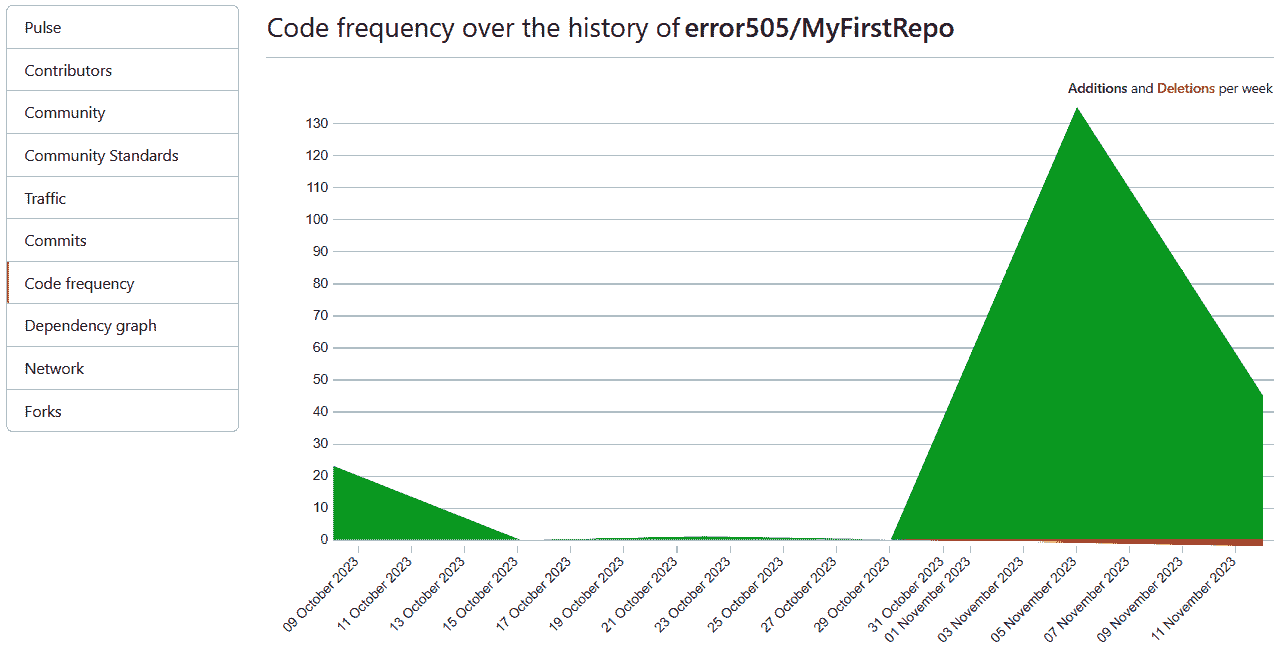 Pulse
Contributors
Community
Community Standards
Traffic
Commits
Code frequency
Dependency graph
Network
Forks
Code frequency over the history of error505/MyFirstRepo
Additions and Deletions per week
130
120
110
100
90
80
70
60
50
40
30
20
10
0
09 October 2023
11 October 2023
13 October 2023
15 October 2023
17 October 2023
19 October 2023
21 October 2023
23 October 2023
25 October 2023
27 October 2023
29 October 2023
31 October 2023
01 November 2023
03 November 2023
05 November 2023
07 November 2023
09 November 2023
11 November 2023